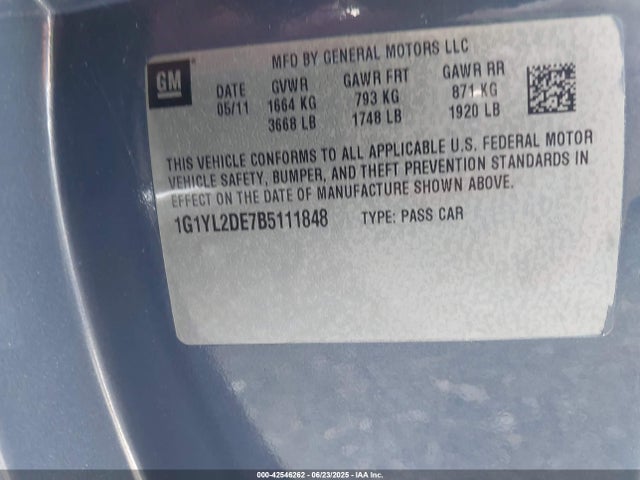 GM
MFD BY GENERAL MOTORS LLC
DATE GVWR GAWR FRT GAWR RR
05/11 1664 KG 793 KG 871 KG
3668 LB 1748 LB 1920 LB
THIS VEHICLE CONFORMS TO ALL APPLICABLE U.S. FEDERAL MOTOR
VEHICLE SAFETY, BUMPER, AND THEFT PREVENTION STANDARDS IN
EFFECT ON THE DATE OF MANUFACTURE SHOWN ABOVE.
1G1YL2DE7B5111848 TYPE: PASS CAR
000-42546262 - 06/23/2025 - IAA Inc.